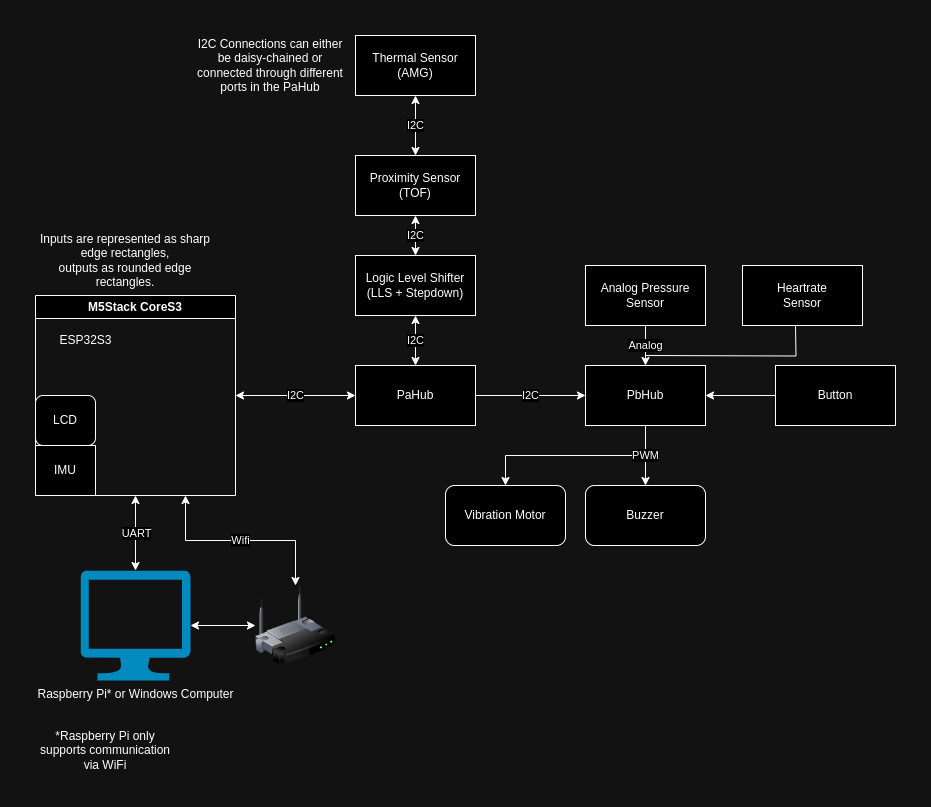 I2C Connections can either
be daisy-chained or
connected through different
ports in the PaHub
Thermal Sensor
(AMG)
I2C
Proximity Sensor
(TOF)
I2C
Logic Level Shifter
(LLS + Stepdown)
I2C
Inputs are represented as sharp
edge rectangles,
outputs as rounded edge
rectangles.
M5Stack CoreS3
ESP32S3
LCD
IMU
I2C
PaHub
I2C
Analog Pressure
Sensor
Heartrate
Sensor
Analog
PbHub
Button
PWM
Vibration Motor
Buzzer
UART
Wifi
Raspberry Pi* or Windows Computer
*Raspberry Pi only
supports communication
via WiFi